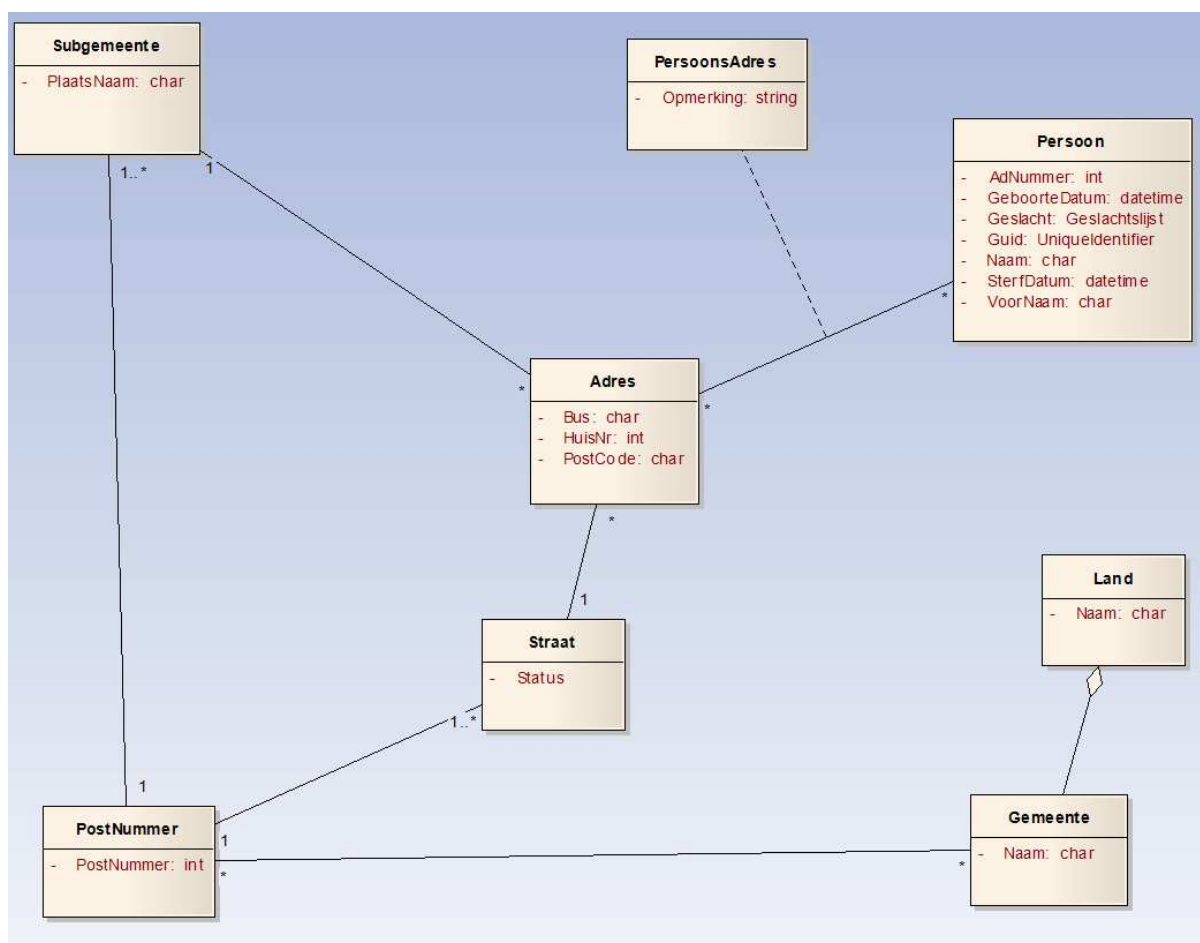 Subgemeente
- PlaatsNaam: char
PersoonsAdres
- Opmerking: string
Persoon
- AdNummer: int
- GeboorteDatum: datetime
- Geslacht: Geslachtslijst
- Guid: UniqueIdentifier
- Naam: char
- SterfDatum: datetime
- VoorNaam: char
1..*
1
*
*
*
Adres
- Bus: char
- HuisNr: int
- PostCode: char
*
1
Land
- Naam: char
Straat
- Status
1..*
1
1
*
PostNummer
- PostNummer: int
Gemeente
- Naam: char
*